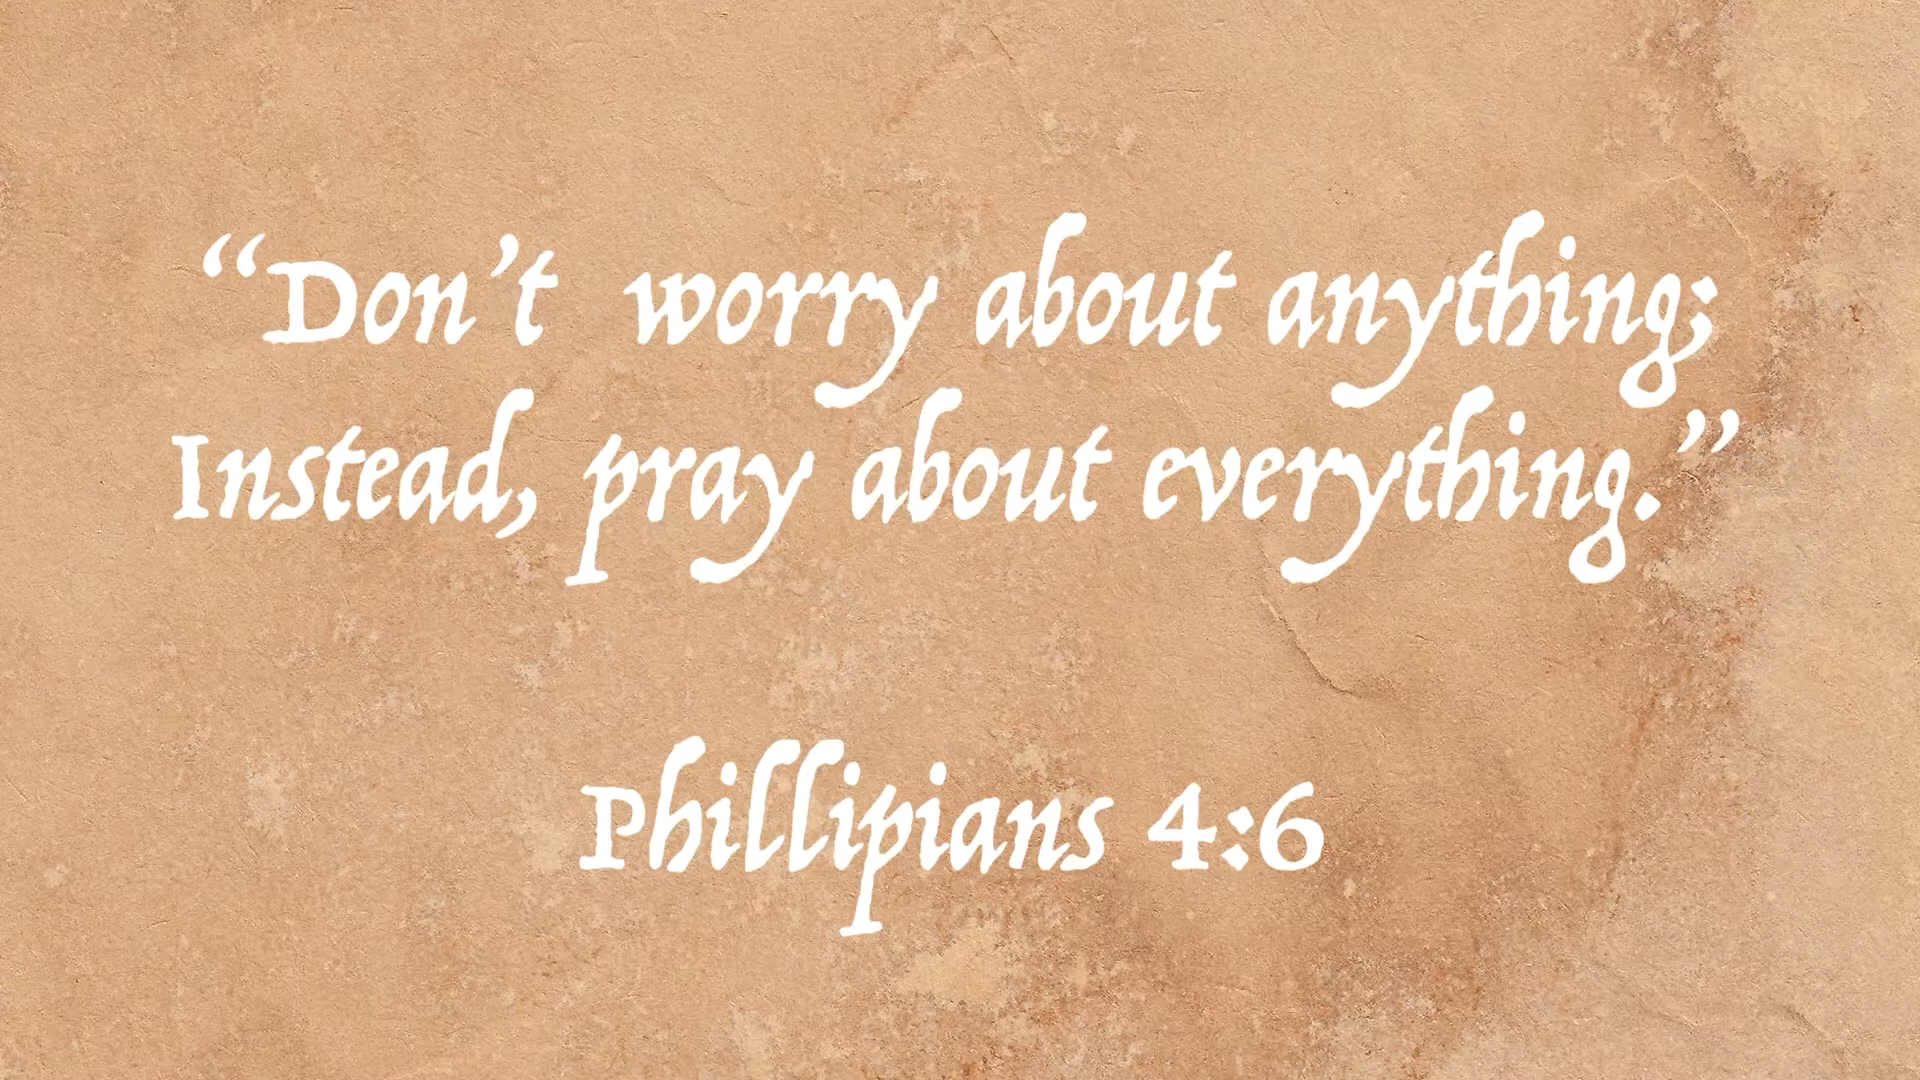 “Don’t  worry about anything;
Instead, pray about everything.”
Phillipians 4:6